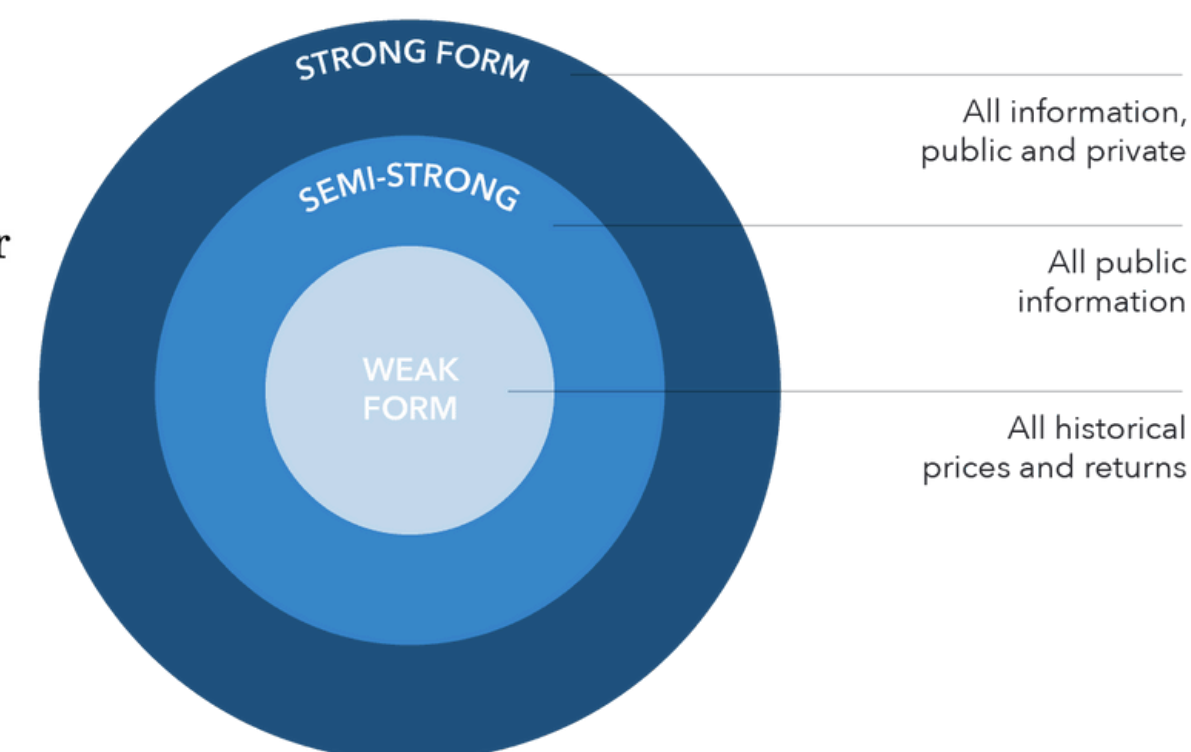 STRONG FORM
All information,
public and private
SEMI-STRONG
r
All public
information
WEAK
FORM
All historical
prices and returns